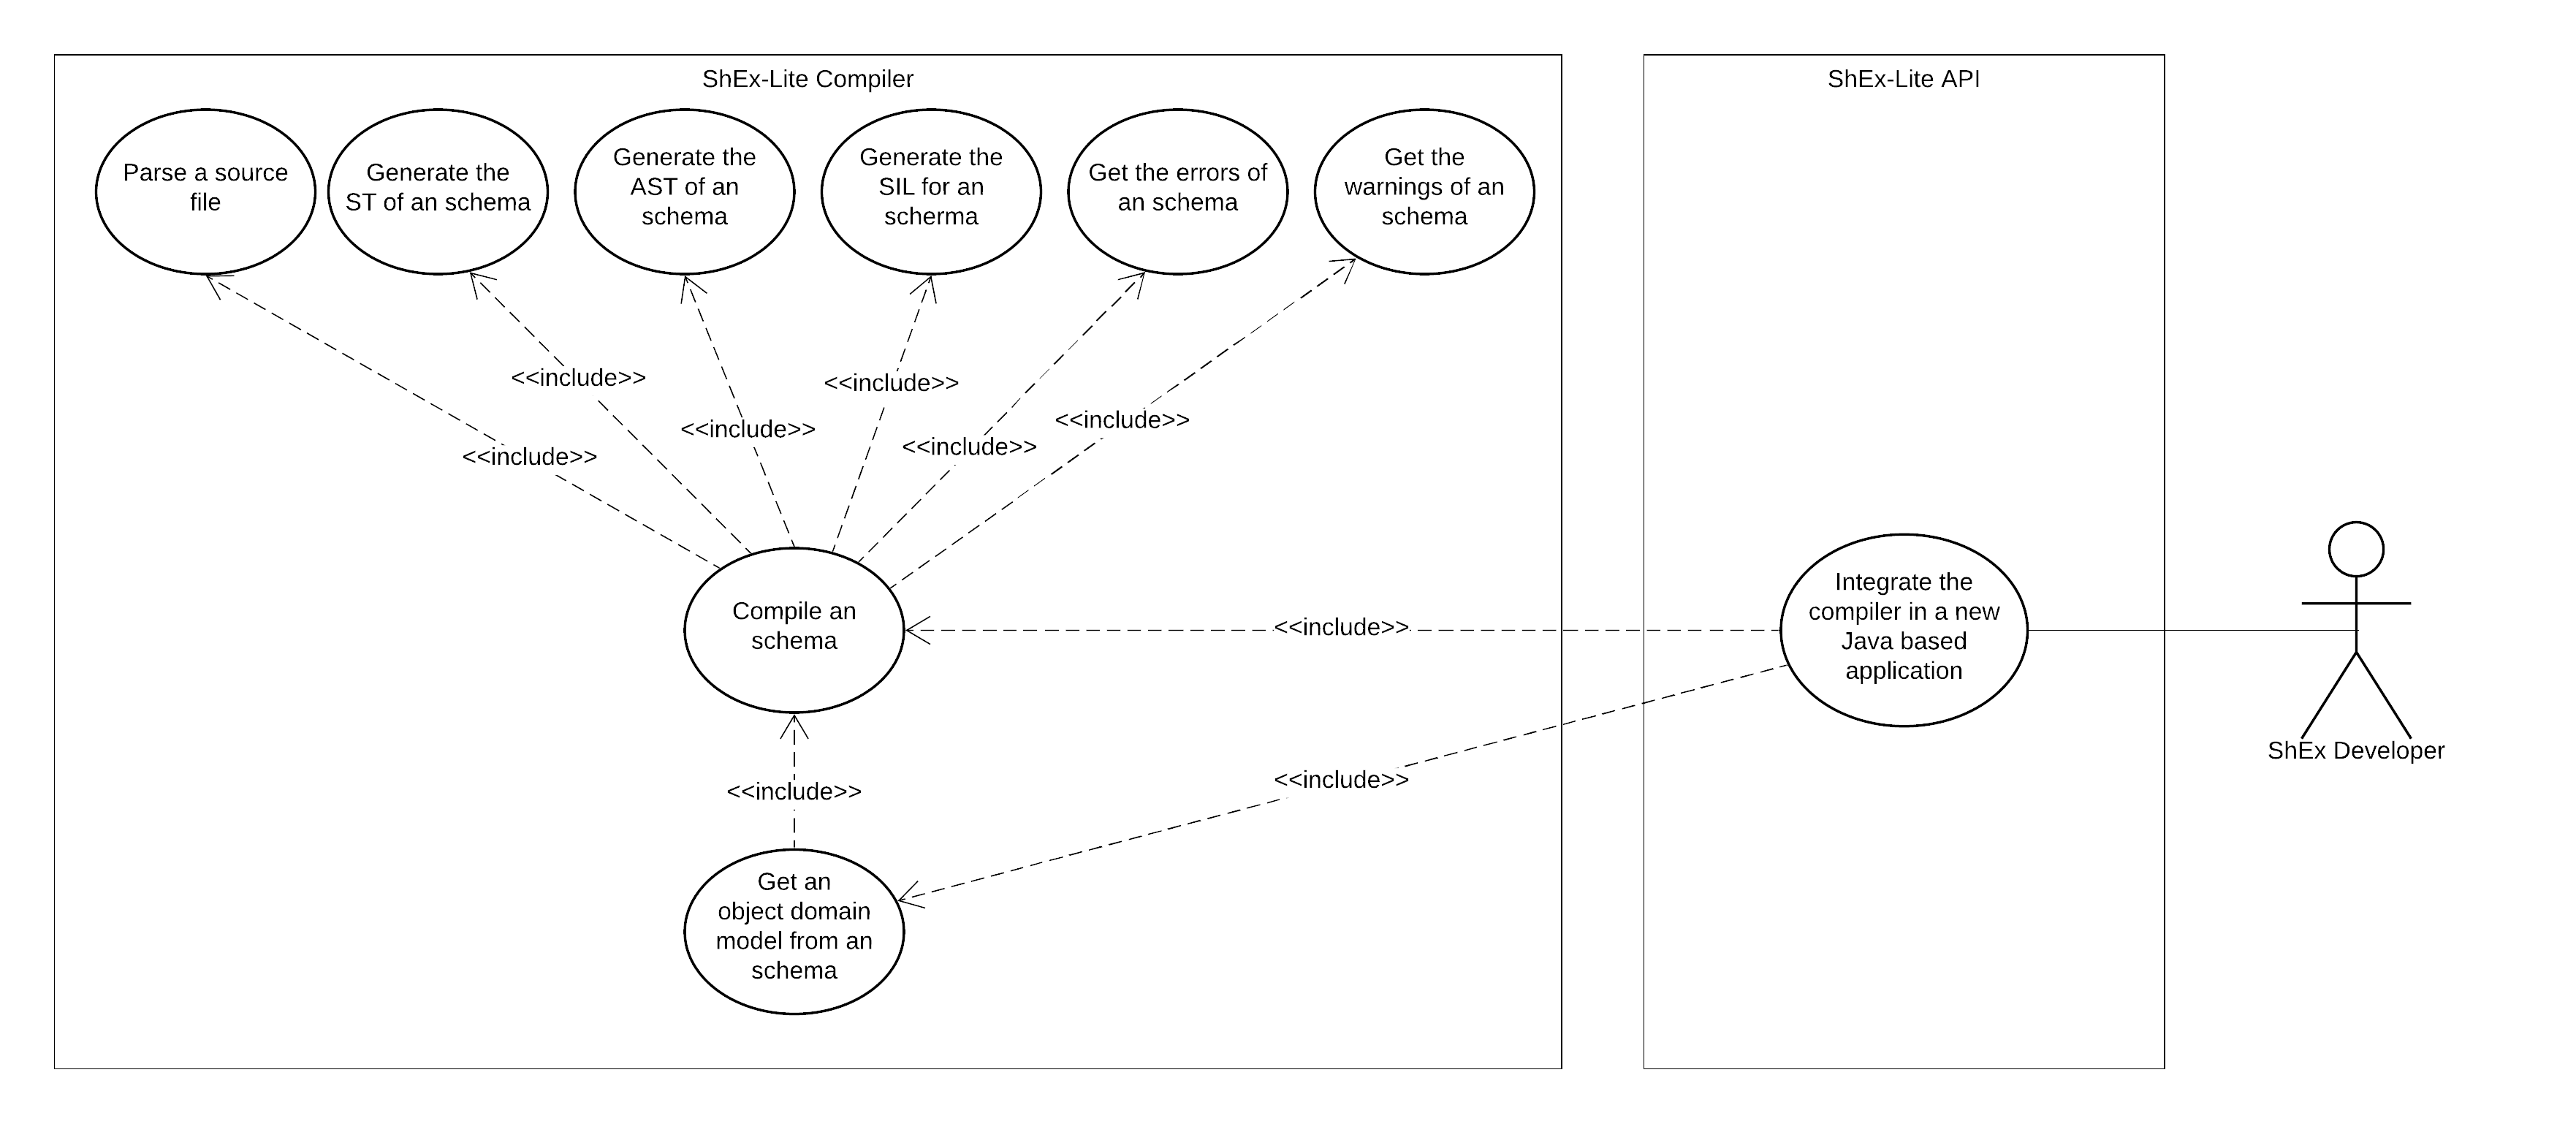 ShEx-Lite Compiler
ShEx-Lite API
Parse a source
file
Generate the
ST of an schema
Generate the
AST of an
schema
Generate the
SIL for an
scherma
Get the errors of
an schema
Get the
warnings of an
schema
<<include>>
<<include>>
<<include>>
<<include>>
<<include>>
<<include>>
Compile an
schema
<<include>>
Integrate the
compiler in a new
Java based
application
ShEx Developer
<<include>>
<<include>>
Get an
object domain
model from an
schema